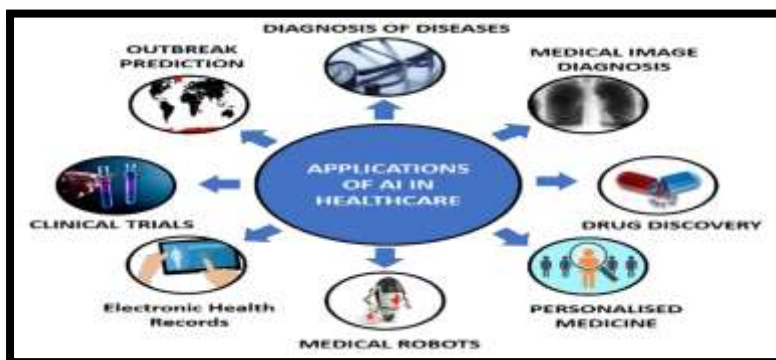 DIAGNOSIS OF DISEASES
OUTBREAK
PREDICTION
MEDICAL IMAGE
DIAGNOSIS
APPLICATIONS
OF AI IN
HEALTHCARE
CLINICAL TRIALS
DRUG DISCOVERY
Electronic Health
Records
MEDICAL ROBOTS
PERSONALISED
MEDICINE